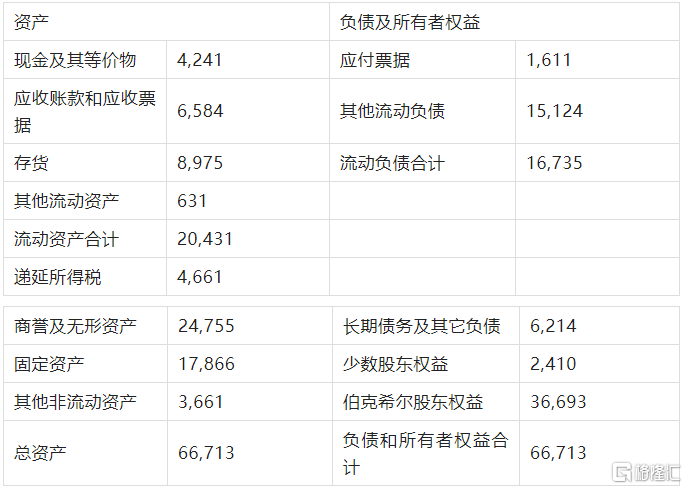 资产 负债及所有者权益
现金及其等价物 4,241 应付票据 1,611
应收账款和应收票
据 6,584 其他流动负债 15,124
存货 8,975 流动负债合计 16,735
其他流动资产 631
流动资产合计 20,431
递延所得税 4,661
商誉及无形资产 24,755 长期债务及其它负债 6,214
固定资产 17,866 少数股东权益 2,410
其他非流动资产 3,661 伯克希尔股东权益 36,693
总资产 66,713 负债和所有者权益合
计 66,713
格隆汇